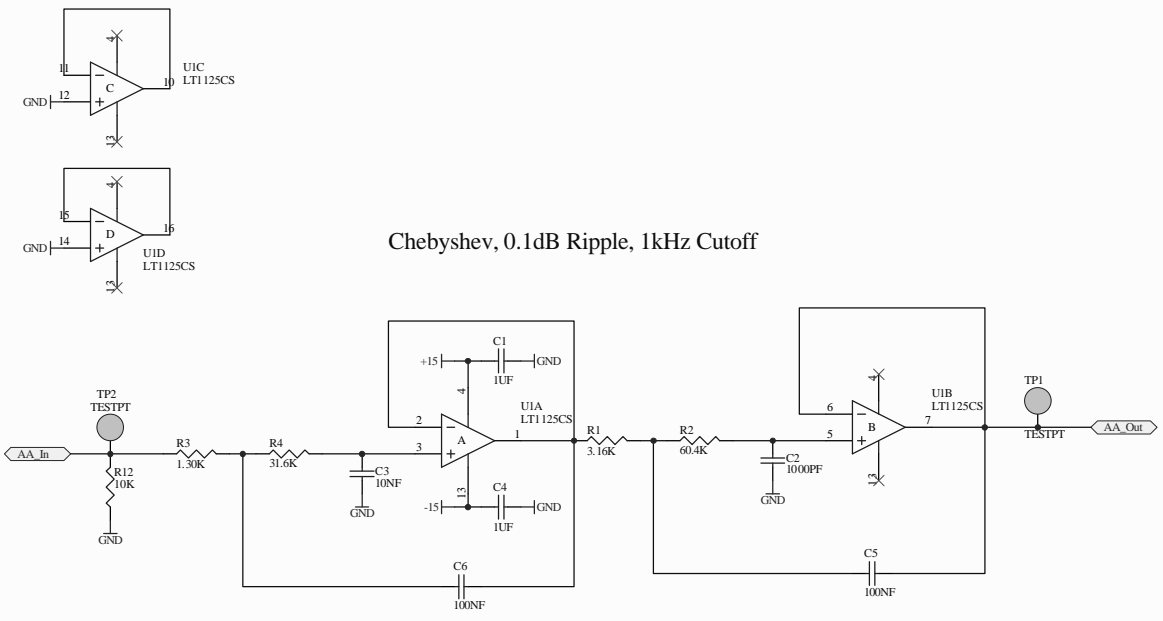 4
11
10
U1C
LT1125CS
C
GND
12
13
4
15
16
D
GND
14
U1D
LT1125CS
13
Chebyshev, 0.1dB Ripple, 1kHz Cutoff
C1
+15
GND
1UF
4
TP2
TESTPT
U1A
LT1125CS
2
A
1
3
AA_In
R3
1.30K
R4
31.6K
C3
10NF
GND
R12
10K
GND
13
C4
-15
GND
1UF
C6
100NF
R1
3.16K
R2
60.4K
C2
1000PF
GND
4
U1B
LT1125CS
6
B
7
5
13
TP1
TESTPT
AA_Out
C5
100NF